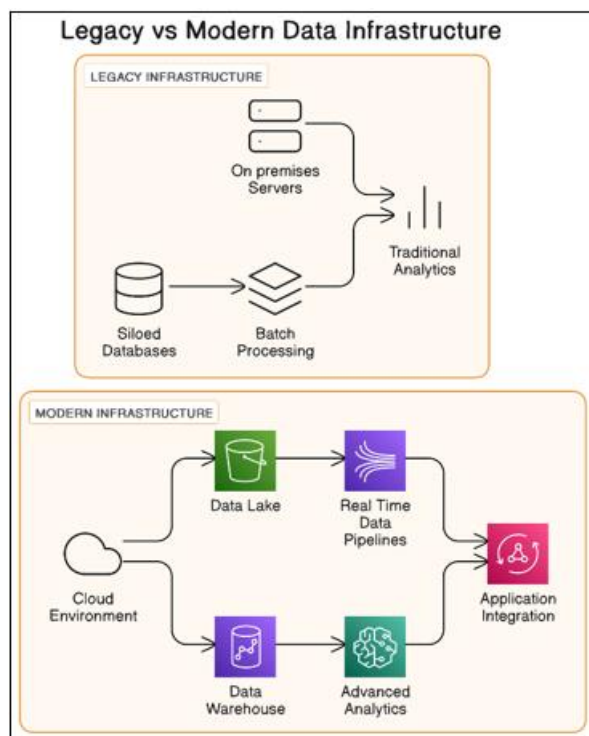 Legacy vs Modern Data Infrastructure
LEGACY INFRASTRUCTURE
On premises
Servers
Traditional
Analytics
Siloed
Databases
Batch
Processing
MODERN INFRASTRUCTURE
Data Lake
Real Time
Data
Pipelines
Cloud
Environment
Application
Integration
Data
Warehouse
Advanced
Analytics